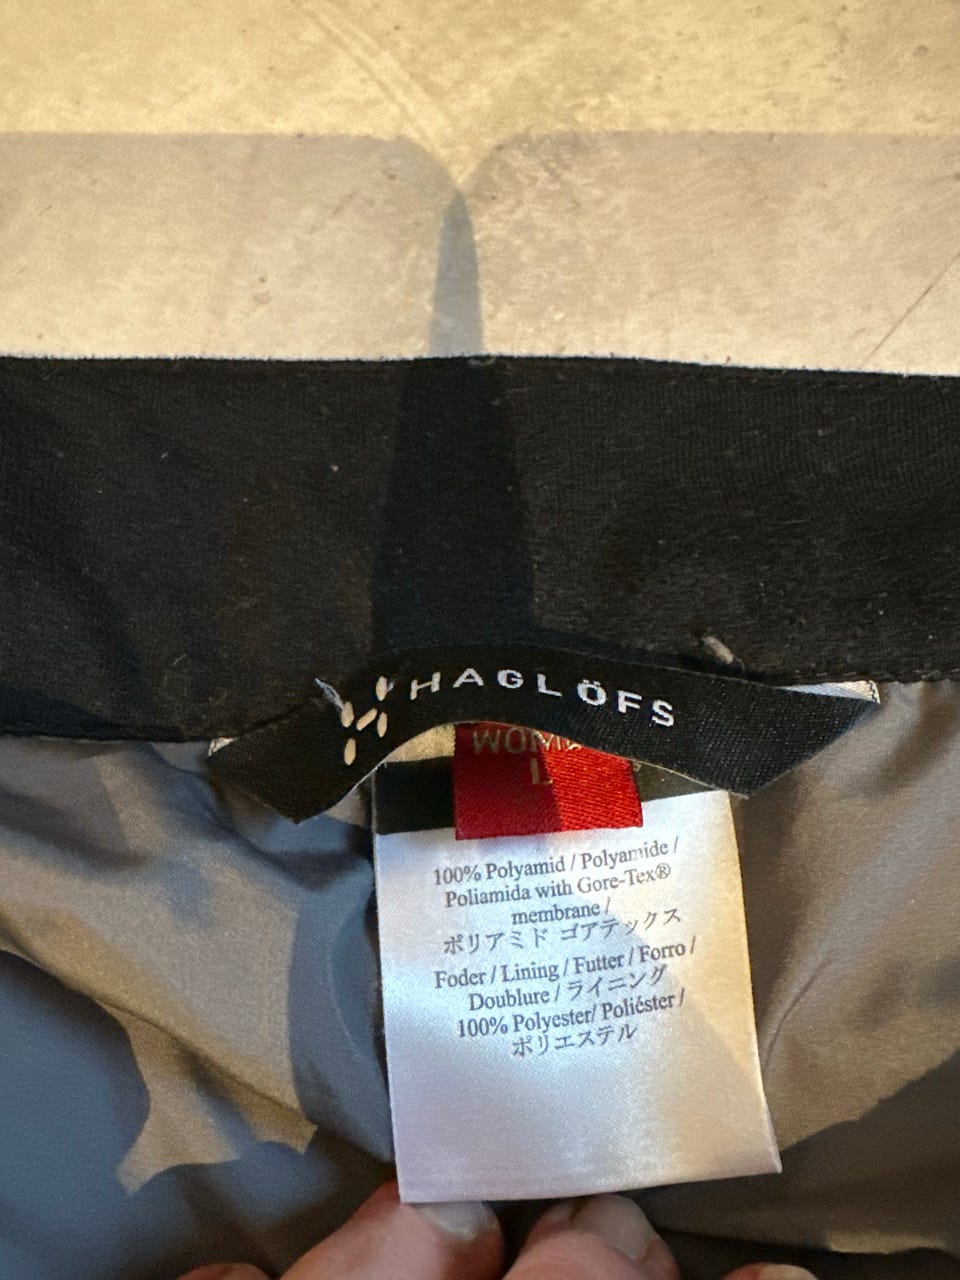 HAGLÖFS
L
100% Polyamid / Polyamide /
Poliamida with Gore-Tex®
membrane /
ポリアミド ゴアテックス
Foder / Lining / Futter / Forro /
Doublure / ライニング
100% Polyester/ Poliéster /
ポリエステル